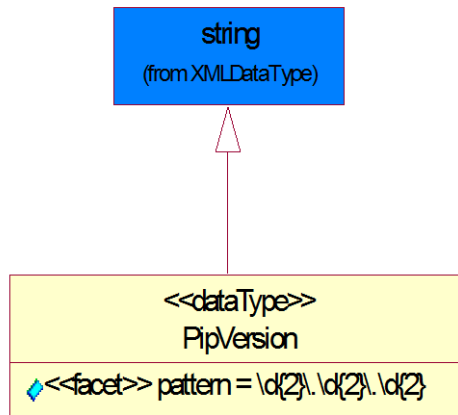 string
(from XMLDataType)
<<dataType>>
PipVersion
<<facet>> pattern = \d{2}\.\d{2}\.\d{2}